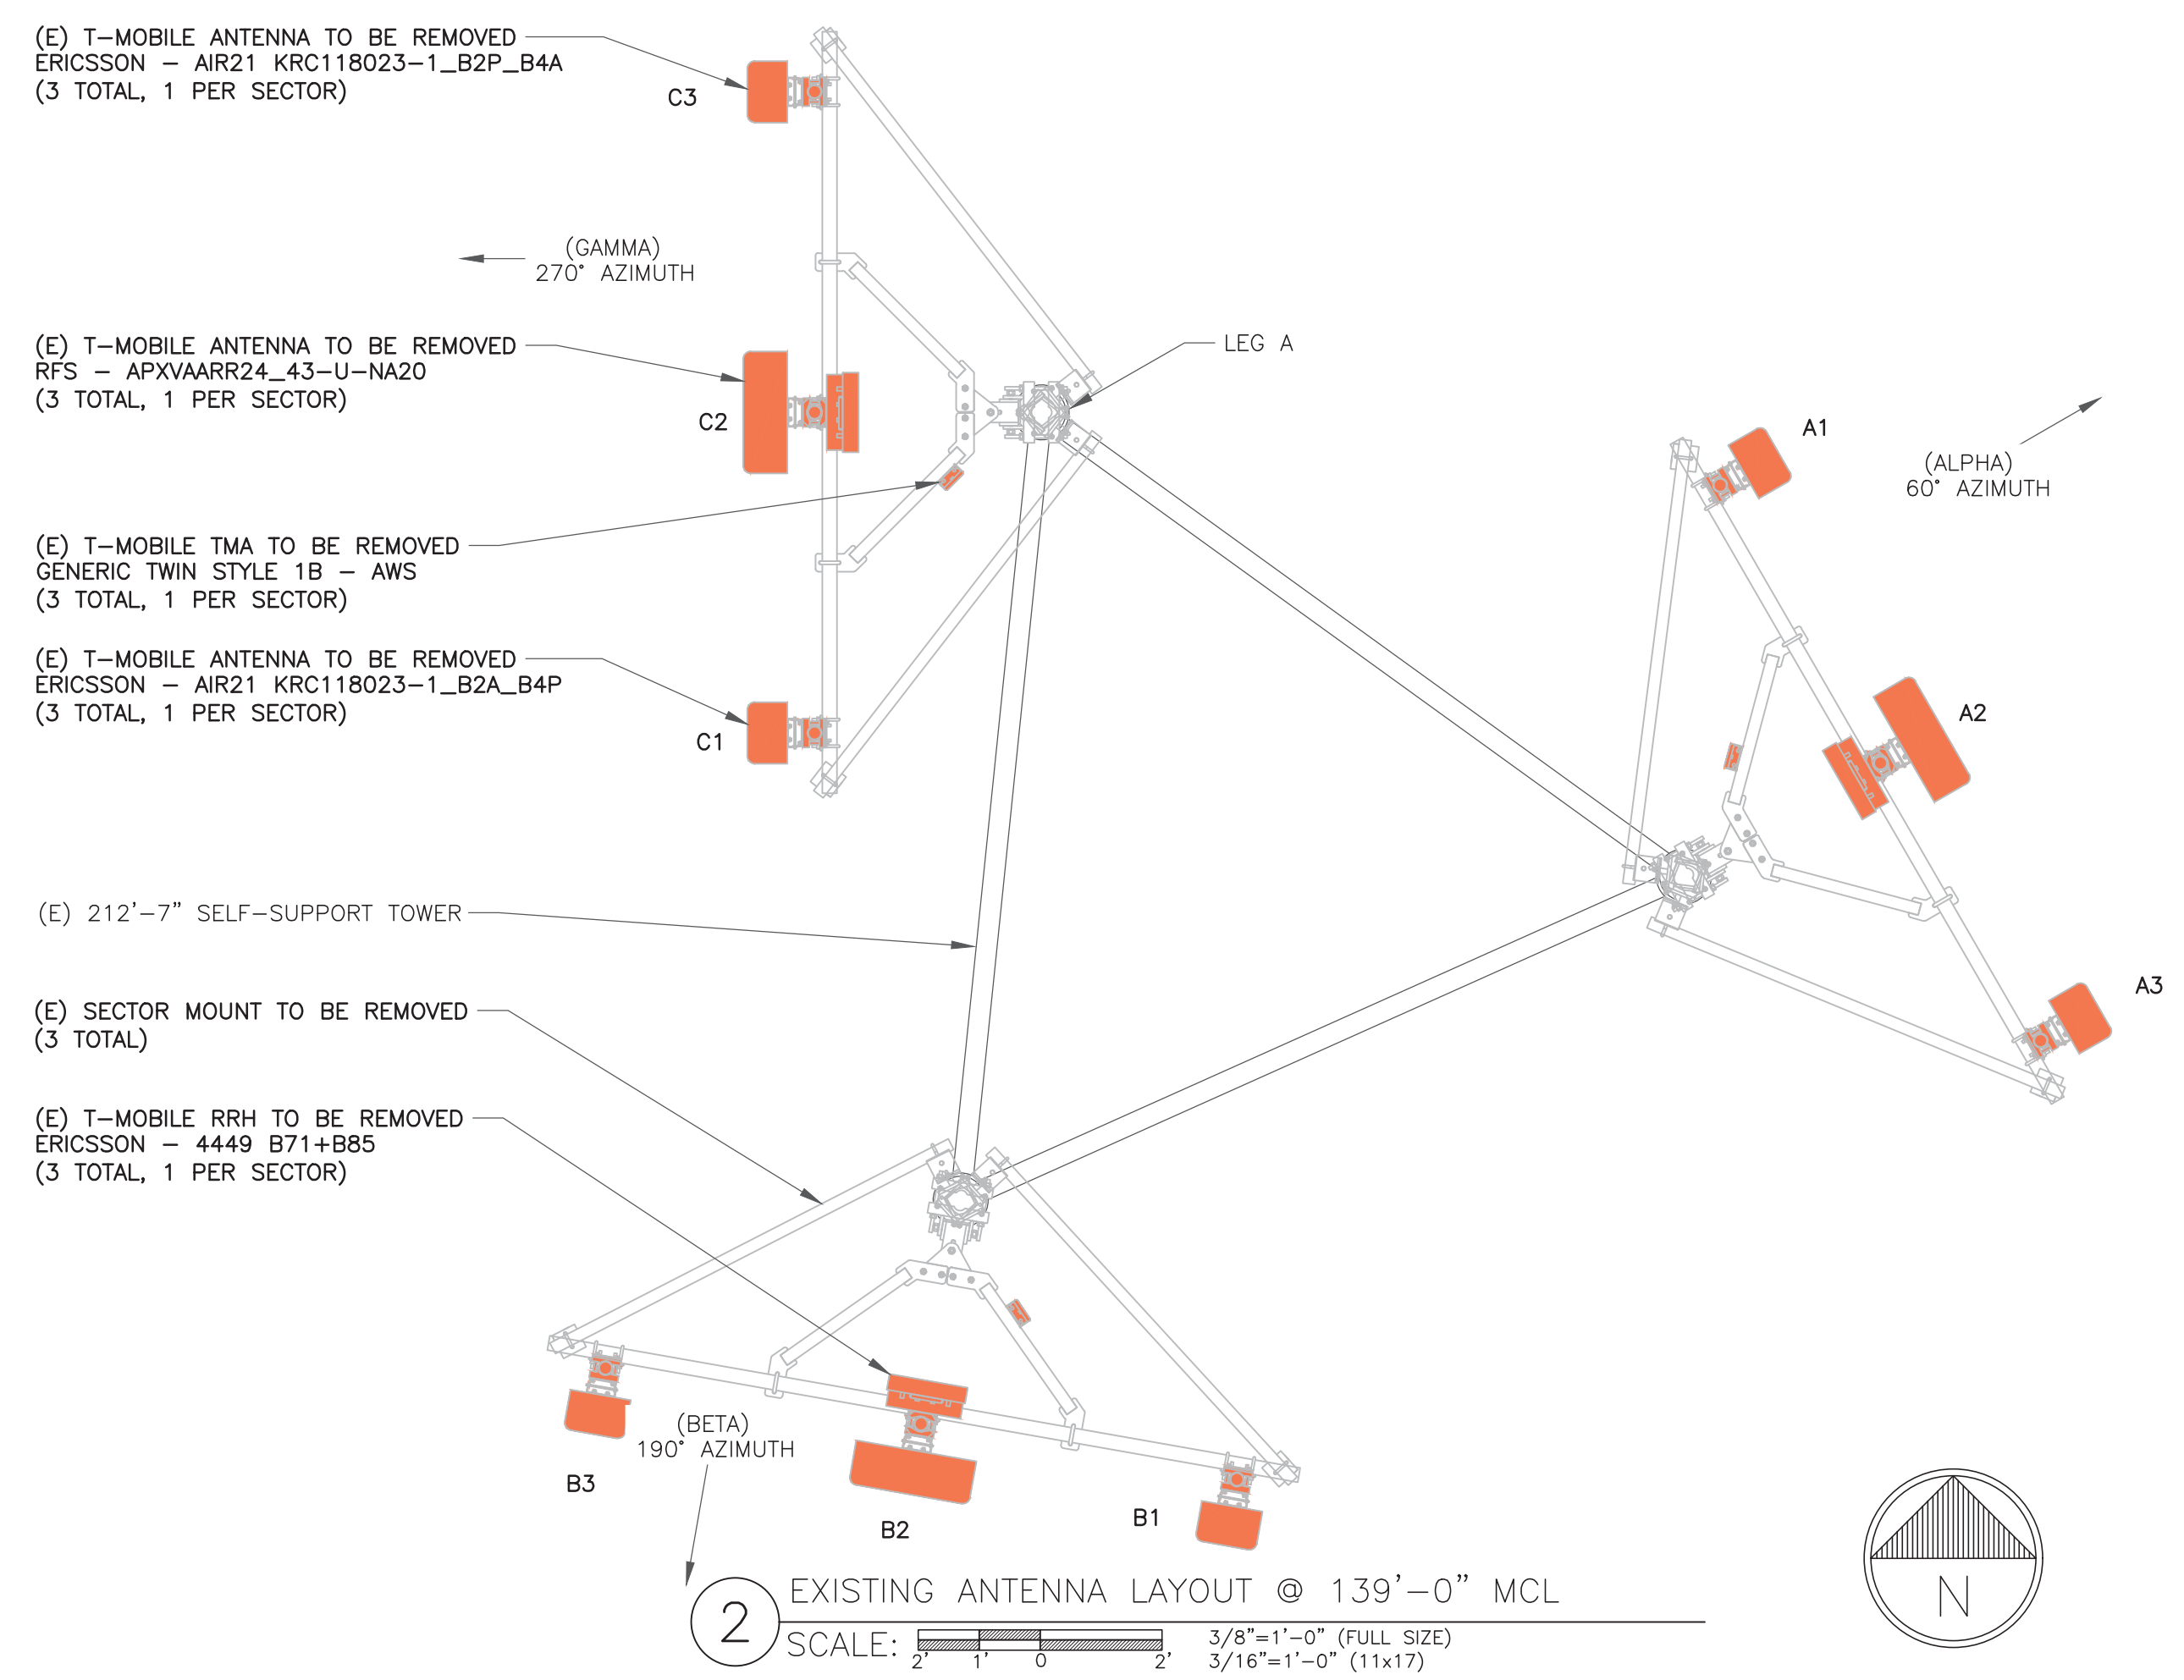 (E) T-MOBILE ANTENNA TO BE REMOVED
ERICSSON - AIR21 KRC118023-1_B2P_B4A
(3 TOTAL, 1 PER SECTOR)
C3
(GAMMA)
270° AZIMUTH
(E) T-MOBILE ANTENNA TO BE REMOVED
RFS - APXVAARR24_43-U-NA20
(3 TOTAL, 1 PER SECTOR)
C2
LEG A
A1
(ALPHA)
60° AZIMUTH
(E) T-MOBILE TMA TO BE REMOVED
GENERIC TWIN STYLE 1B - AWS
(3 TOTAL, 1 PER SECTOR)
(E) T-MOBILE ANTENNA TO BE REMOVED
ERICSSON - AIR21 KRC118023-1_B2A_B4P
(3 TOTAL, 1 PER SECTOR)
C1
A2
(E) 212'-7" SELF-SUPPORT TOWER
A3
(E) SECTOR MOUNT TO BE REMOVED
(3 TOTAL)
(E) T-MOBILE RRH TO BE REMOVED
ERICSSON - 4449 B71+B85
(3 TOTAL, 1 PER SECTOR)
(BETA)
190° AZIMUTH
B3
B2
B1
2
EXISTING ANTENNA LAYOUT @ 139'-0" MCL
SCALE:
2' 1' 0 2'
3/8"=1'-0" (FULL SIZE)
3/16"=1'-0" (11x17)
N